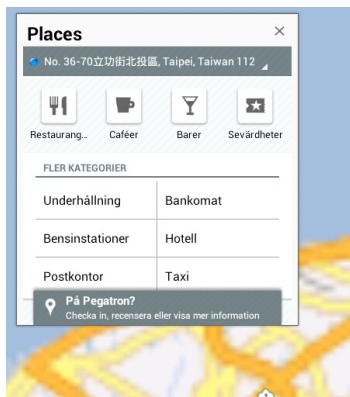 Places
No. 36-70立功街北投區, Taipei, Taiwan 112
Restaurang... Caféer Barer Sevärdheter
FLER KATEGORIER
Underhållning Bankomat
Bensinstationer Hotell
Postkontor Taxi
På Pegatron?
Checka in, recensera eller visa mer information